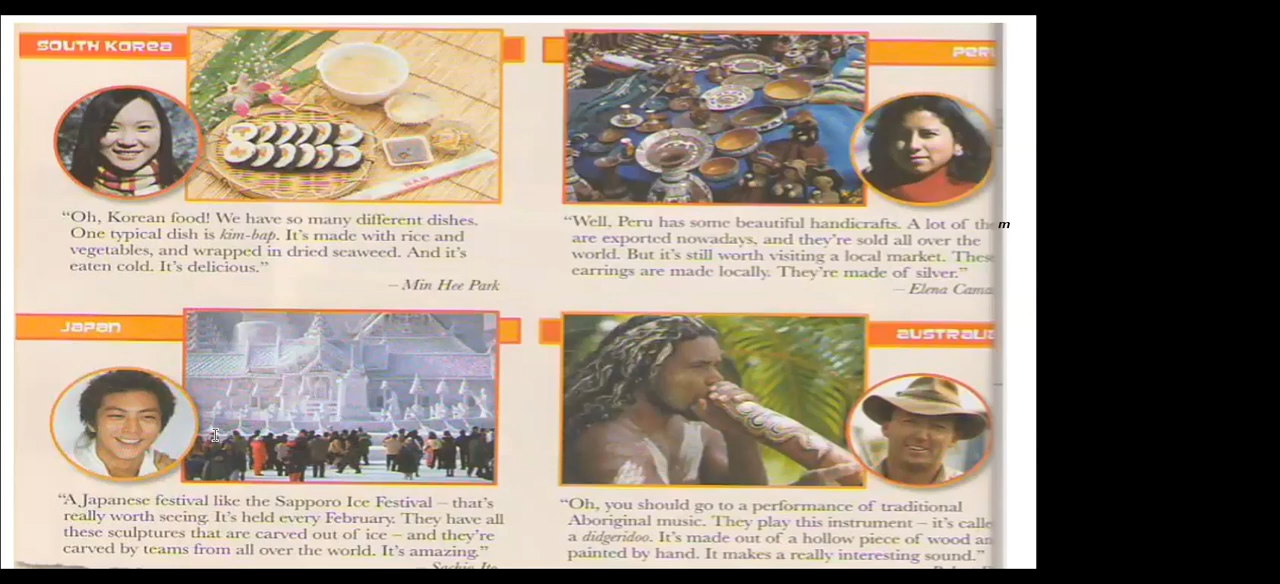 SOUTH KOREA
"Oh, Korean food! We have so many different dishes.
One typical dish is kim-bap. It's made with rice and
vegetables, and wrapped in dried seaweed. And it's
eaten cold. It's delicious."
– Min Hee Park
PERU
"Well, Peru has some beautiful handicrafts. A lot of them
are exported nowadays, and they're sold all over the
world. But it's still worth visiting a local market. These
earrings are made locally. They're made of silver."
– Elena Cama
JAPAN
"A Japanese festival like the Sapporo Ice Festival – that's
really worth seeing. It's held every February. They have all
these sculptures that are carved out of ice – and they're
carved by teams from all over the world. It's amazing."
– Sachio Ito
AUSTRALIA
"Oh, you should go to a performance of traditional
Aboriginal music. They play this instrument – it's calle
a didgeridoo. It's made out of a hollow piece of wood an
painted by hand. It makes a really interesting sound."